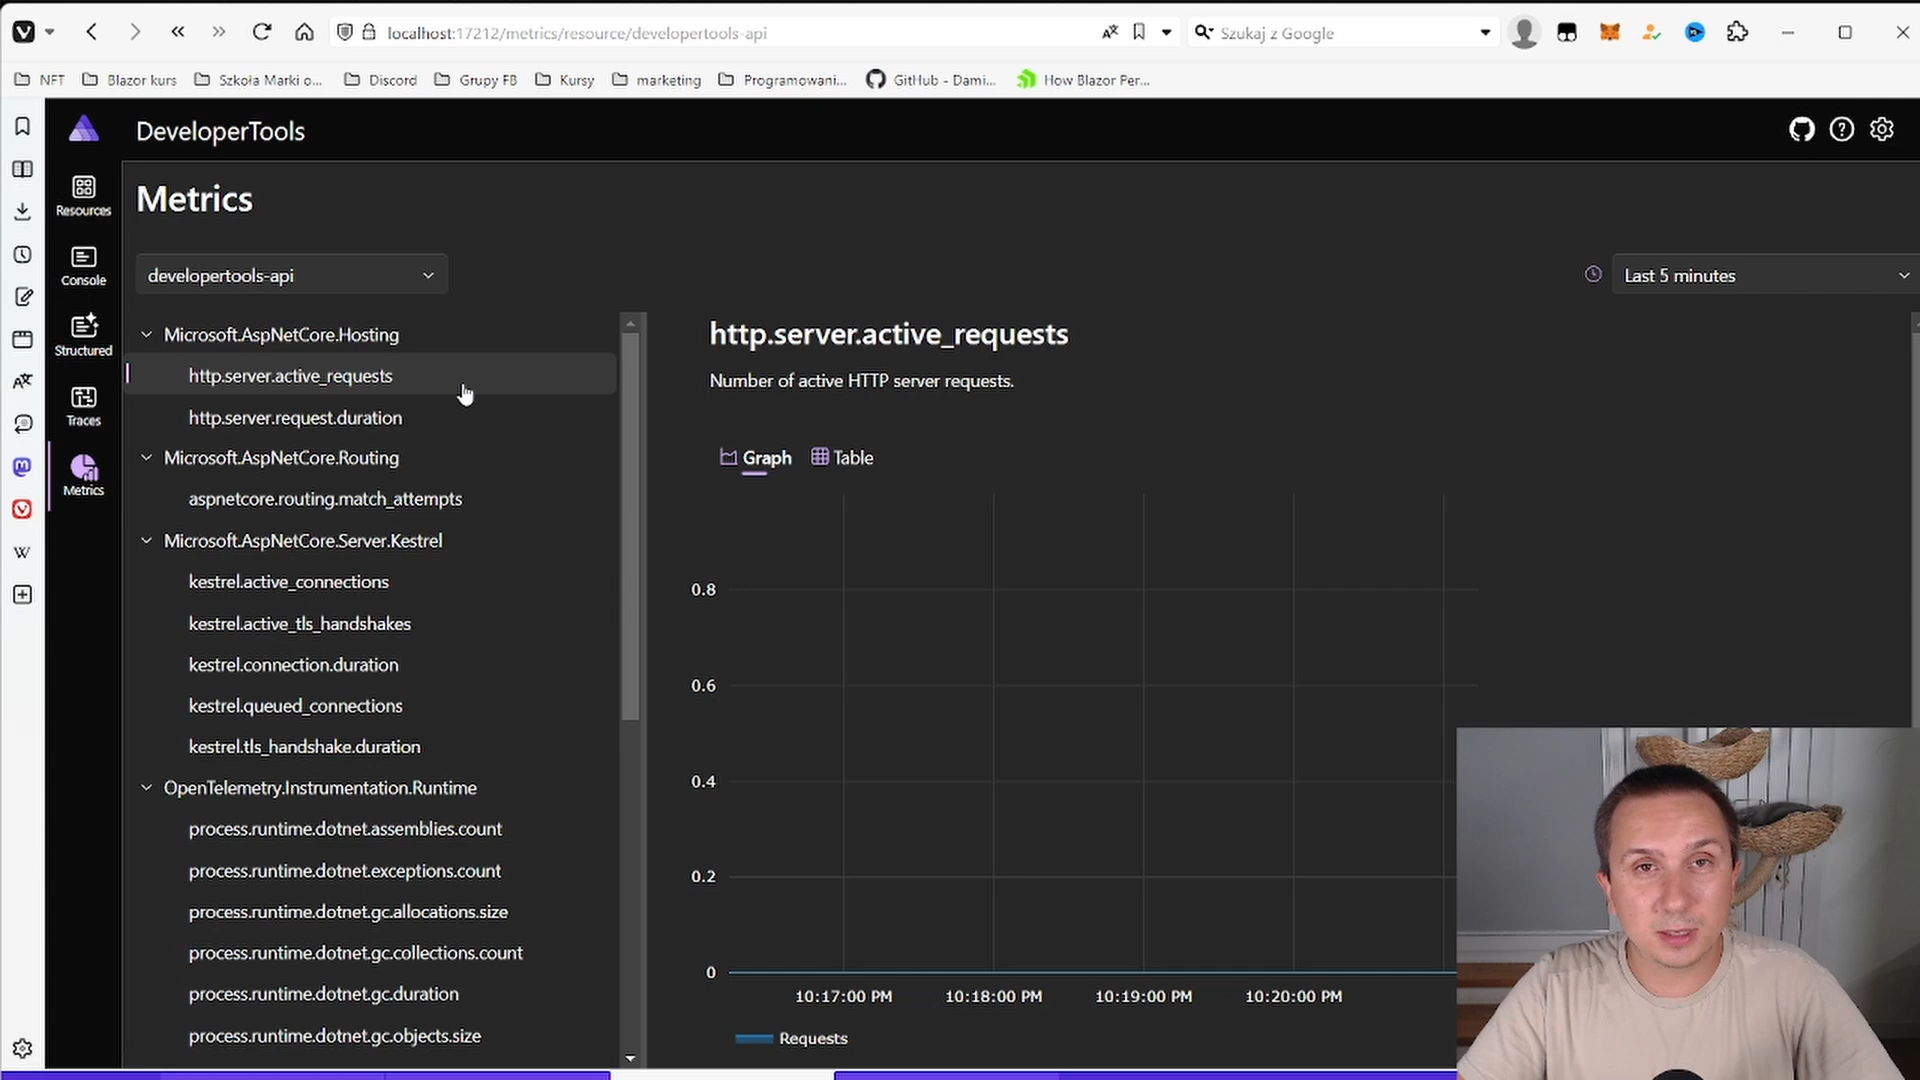 localhost:17212/metrics/resource/developertools-api
Szukaj z Google
NFT
Blazor kurs
Szkoła Marki o...
Discord
Grupy FB
Kursy
marketing
Programowani...
GitHub - Dami...
How Blazor Per...
DeveloperTools
Resources
Console
Structured
Traces
Metrics
Metrics
developertools-api
Last 5 minutes
Microsoft.AspNetCore.Hosting
http.server.active_requests
http.server.request.duration
Microsoft.AspNetCore.Routing
aspnetcore.routing.match_attempts
Microsoft.AspNetCore.Server.Kestrel
kestrel.active_connections
kestrel.active_tls_handshakes
kestrel.connection.duration
kestrel.queued_connections
kestrel.tls_handshake.duration
OpenTelemetry.Instrumentation.Runtime
process.runtime.dotnet.assemblies.count
process.runtime.dotnet.exceptions.count
process.runtime.dotnet.gc.allocations.size
process.runtime.dotnet.gc.collections.count
process.runtime.dotnet.gc.duration
process.runtime.dotnet.gc.objects.size
http.server.active_requests
Number of active HTTP server requests.
Graph
Table
0.8
0.6
0.4
0.2
0
10:17:00 PM
10:18:00 PM
10:19:00 PM
10:20:00 PM
Requests
W